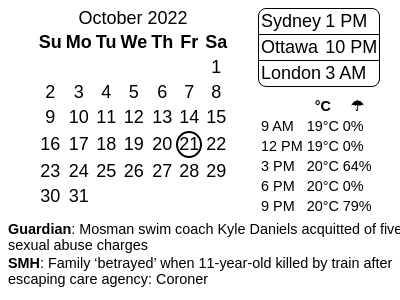 October 2022
Su Mo Tu We Th Fr Sa
1
2 3 4 5 6 7 8
9 10 11 12 13 14 15
16 17 18 19 20 21 22
23 24 25 26 27 28 29
30 31
Sydney 1 PM
Ottawa 10 PM
London 3 AM
°C ☂
9 AM 19°C 0%
12 PM 19°C 0%
3 PM 20°C 64%
6 PM 20°C 0%
9 PM 20°C 79%
Guardian: Mosman swim coach Kyle Daniels acquitted of five
sexual abuse charges
SMH: Family ‘betrayed’ when 11-year-old killed by train after
escaping care agency: Coroner